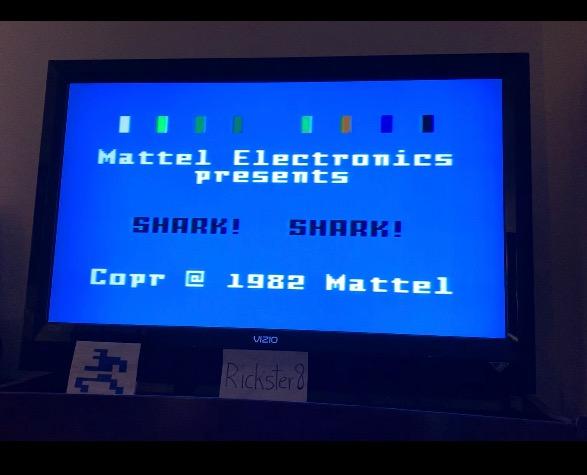 Mattel Electronics
presents
SHARK! SHARK!
Copr @ 1982 Mattel
VIZIO
Rickster8